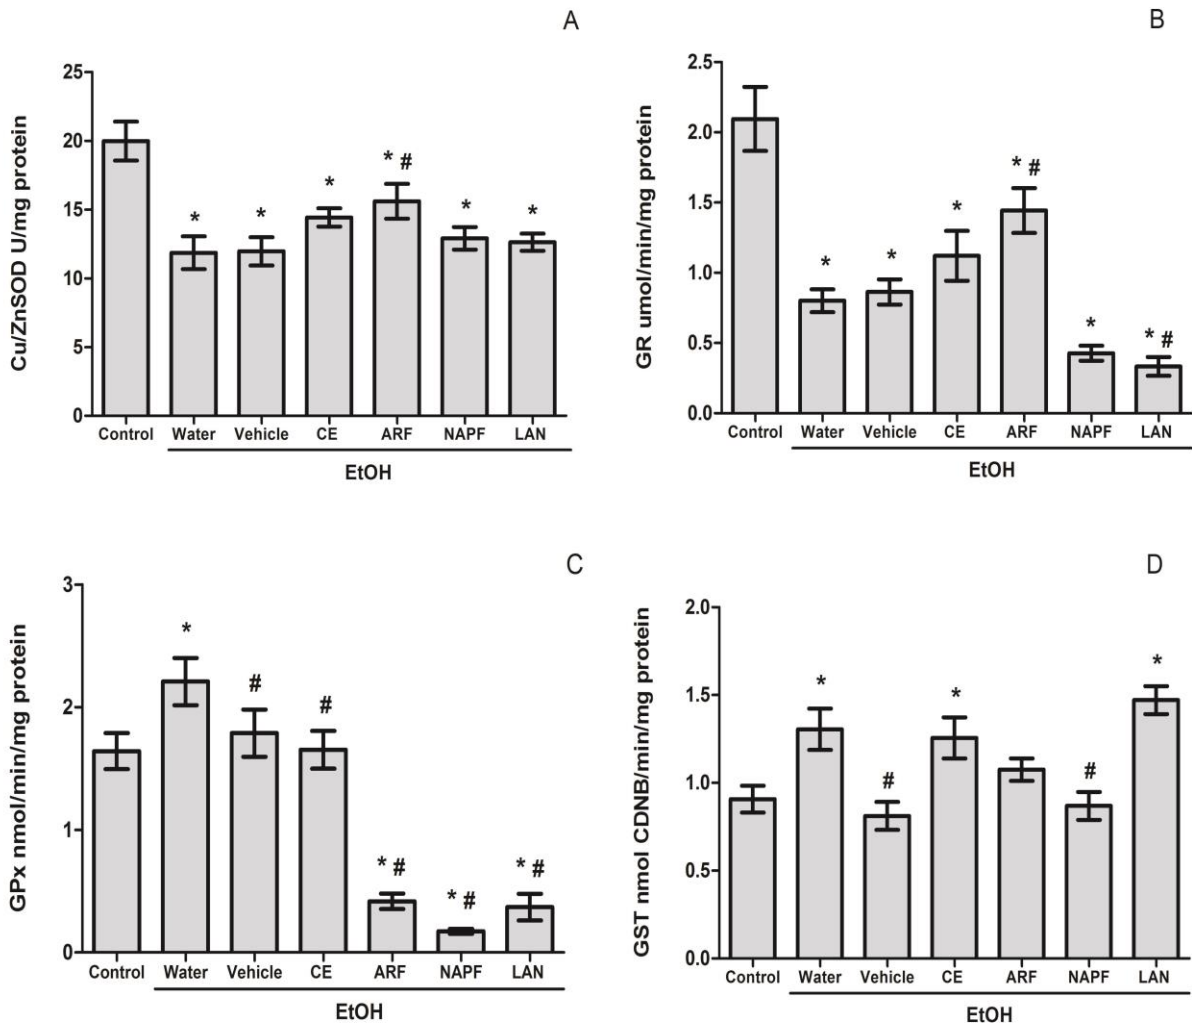 A
Cu/ZnSOD U/mg protein
25
20
15
10
5
0
*
*
*
* #
*
*
Control Water Vehicle CE ARF NAPF LAN
EtOH
B
GR umol/min/mg protein
2.5
2.0
1.5
1.0
0.5
0.0
*
*
*
* #
*
* #
Control Water Vehicle CE ARF NAPF LAN
EtOH
C
GPx nmol/min/mg protein
3
2
1
0
*
#
#
* #
* #
* #
Control Water Vehicle CE ARF NAPF LAN
EtOH
D
GST nmol CDNB/min/mg protein
2.0
1.5
1.0
0.5
0.0
*
#
*
#
*
Control Water Vehicle CE ARF NAPF LAN
EtOH